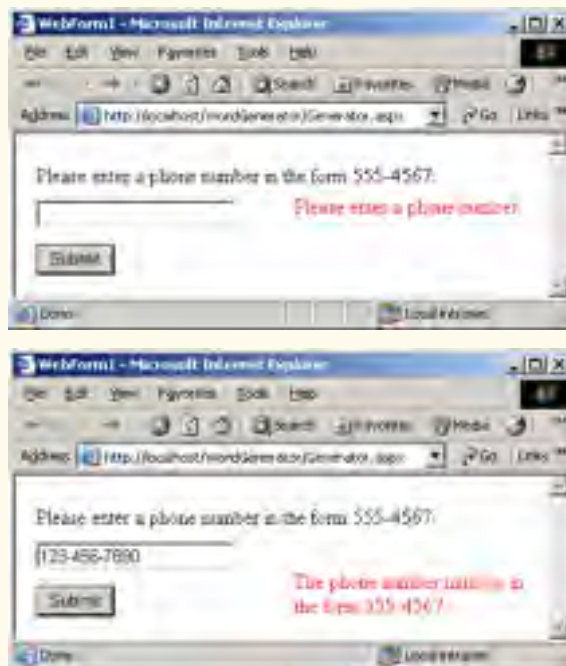 WebForm1 - Microsoft Internet Explorer
File Edit View Favorites Tools Help
Search Favorites Media
Address http://localhost/WordGenerator/Generator.aspx Go Links
Please enter a phone number in the form 555-4567:
Please enter a phone number
Submit
Done Local intranet
WebForm1 - Microsoft Internet Explorer
File Edit View Favorites Tools Help
Search Favorites Media
Address http://localhost/WordGenerator/Generator.aspx Go Links
Please enter a phone number in the form 555-4567:
123-456-7890
The phone number in
the form 555-4567
Submit
Done Local intranet